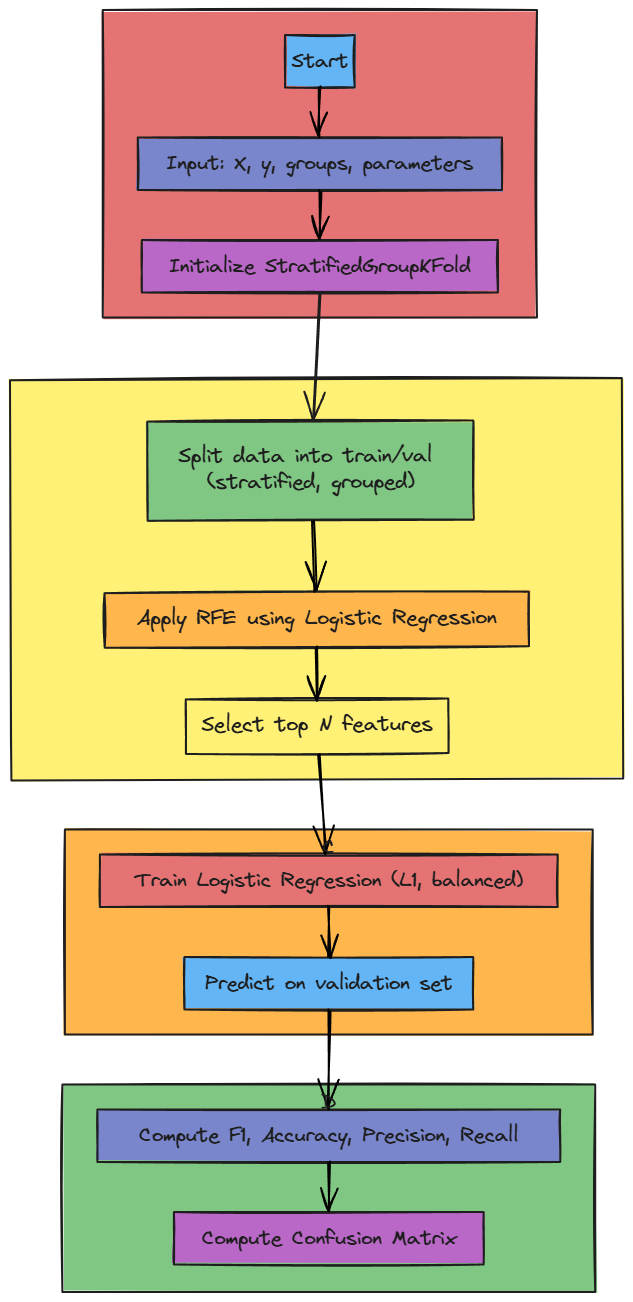 Start
Input: X, y, groups, parameters
Initialize StratifiedGroupKFold
Split data into train/val
(stratified, grouped)
Apply RFE using Logistic Regression
Select top N features
Train Logistic Regression (L1, balanced)
Predict on validation set
Compute F1, Accuracy, Precision, Recall
Compute Confusion Matrix